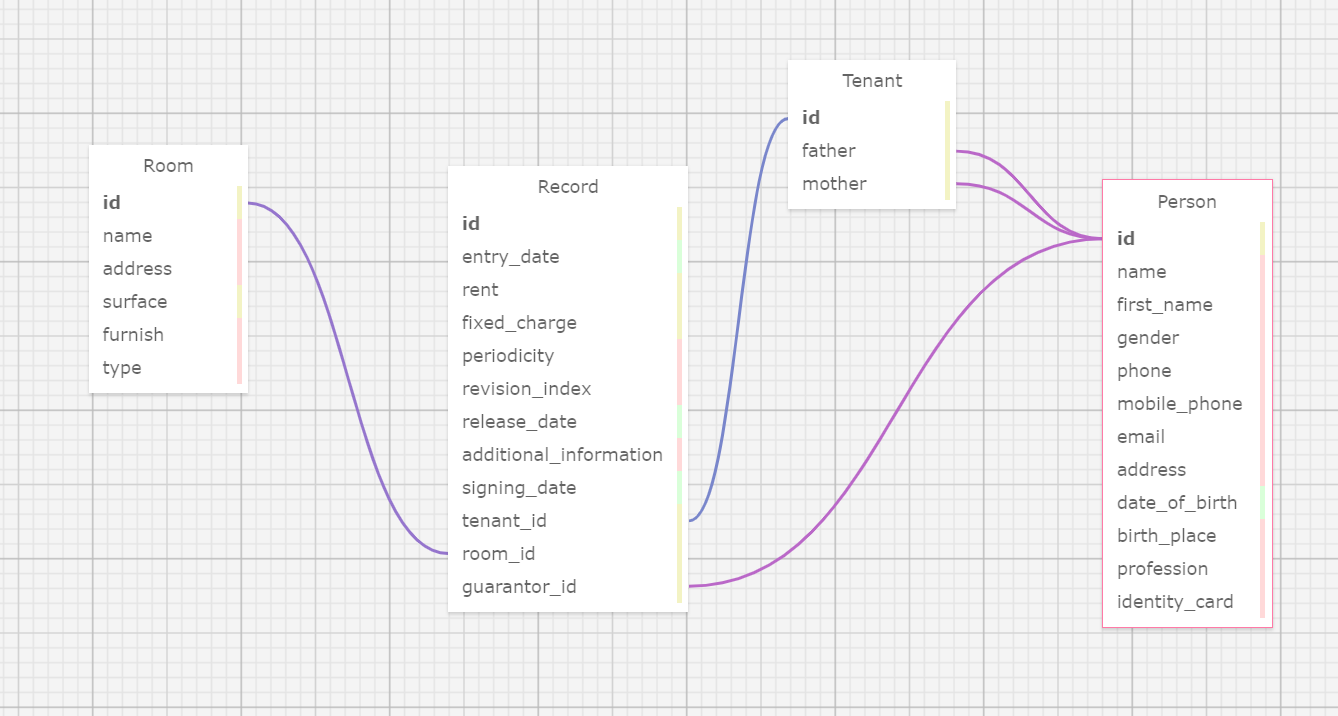 Room
id
name
address
surface
furnish
type
Record
id
entry_date
rent
fixed_charge
periodicity
revision_index
release_date
additional_information
signing_date
tenant_id
room_id
guarantor_id
Tenant
id
father
mother
Person
id
name
first_name
gender
phone
mobile_phone
email
address
date_of_birth
birth_place
profession
identity_card